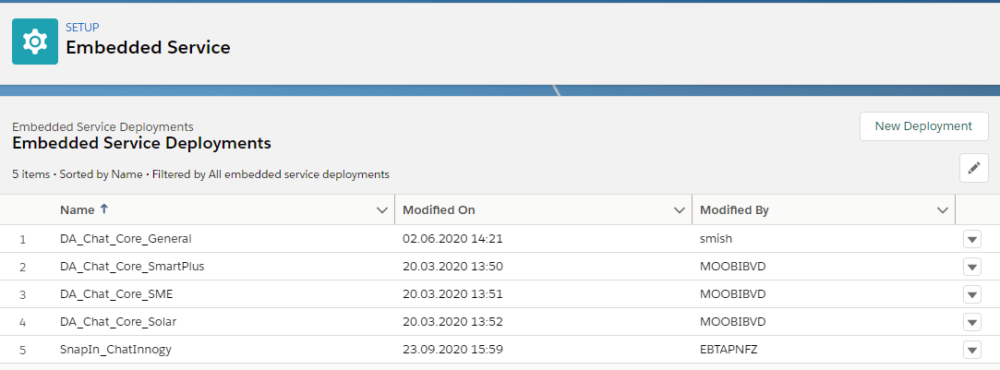 SETUP
Embedded Service
Embedded Service Deployments
New Deployment
Embedded Service Deployments
5 items • Sorted by Name • Filtered by All embedded service deployments
Name ↑ Modified On Modified By
1 DA_Chat_Core_General 02.06.2020 14:21 smish
2 DA_Chat_Core_SmartPlus 20.03.2020 13:50 MOOBIBVD
3 DA_Chat_Core_SME 20.03.2020 13:51 MOOBIBVD
4 DA_Chat_Core_Solar 20.03.2020 13:52 MOOBIBVD
5 SnapIn_ChatInnogy 23.09.2020 15:59 EBTAPNFZ